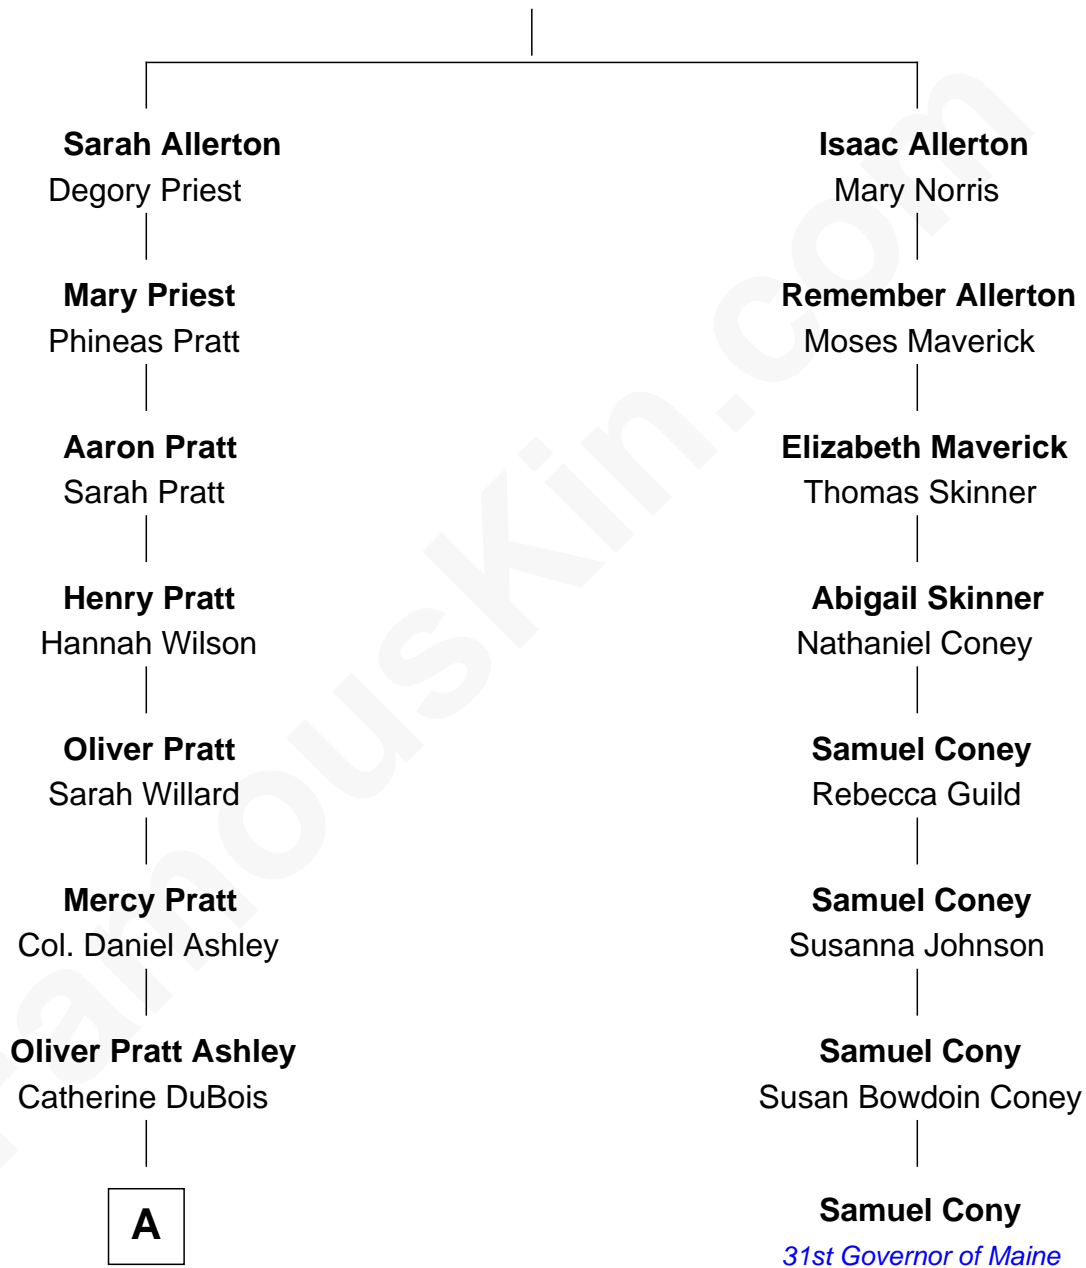 Sarah Allerton
Degory Priest
Mary Priest
Phineas Pratt
Aaron Pratt
Sarah Pratt
Henry Pratt
Hannah Wilson
Oliver Pratt
Sarah Willard
Mercy Pratt
Col. Daniel Ashley
Oliver Pratt Ashley
Catherine DuBois
A
Isaac Allerton
Mary Norris
Remember Allerton
Moses Maverick
Elizabeth Maverick
Thomas Skinner
Abigail Skinner
Nathaniel Coney
Samuel Coney
Rebecca Guild
Samuel Coney
Susanna Johnson
Samuel Cony
Susan Bowdoin Coney
Samuel Cony
31st Governor of Maine
FamousKin.com